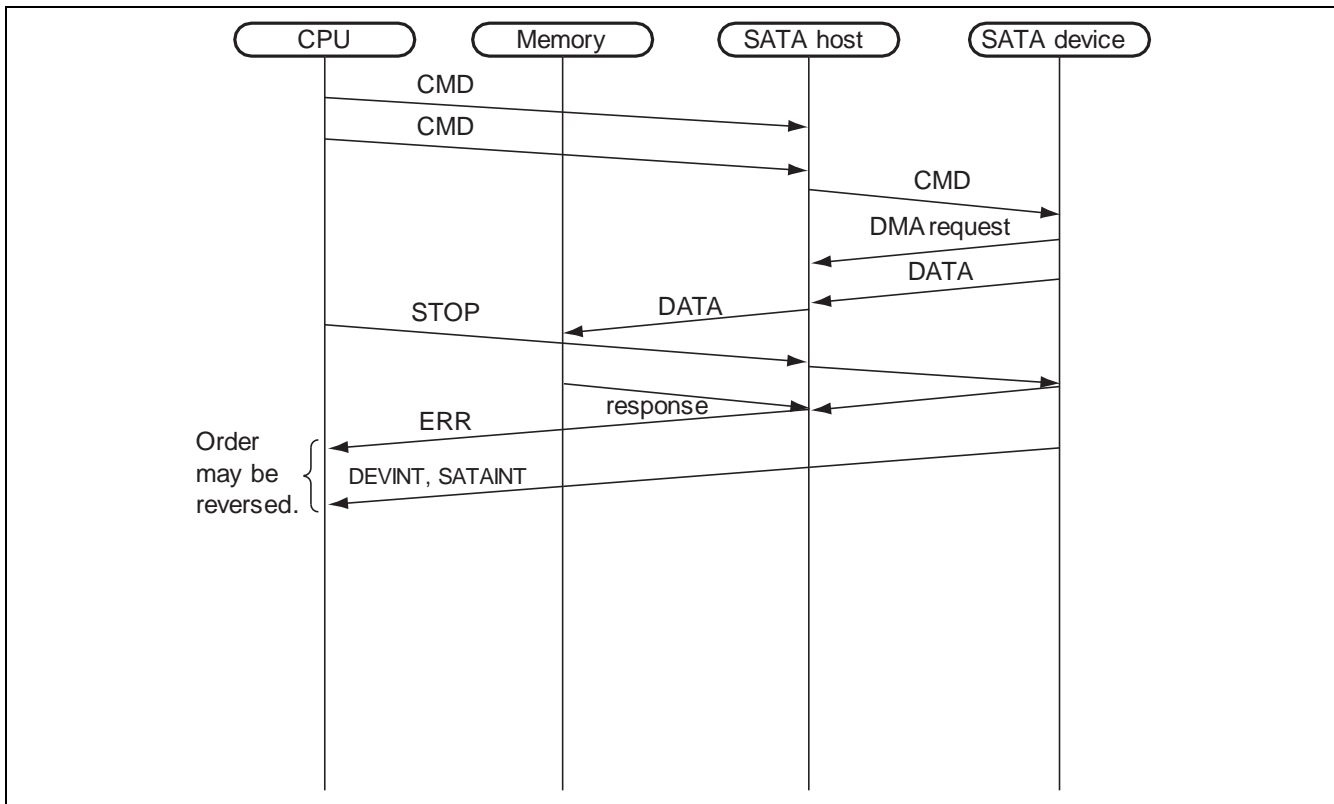 CPU
Memory
SATA host
SATA device
CMD
CMD
CMD
DMA request
DATA
DATA
STOP
response
ERR
Order
may be
reversed.
DEVINT, SATAINT